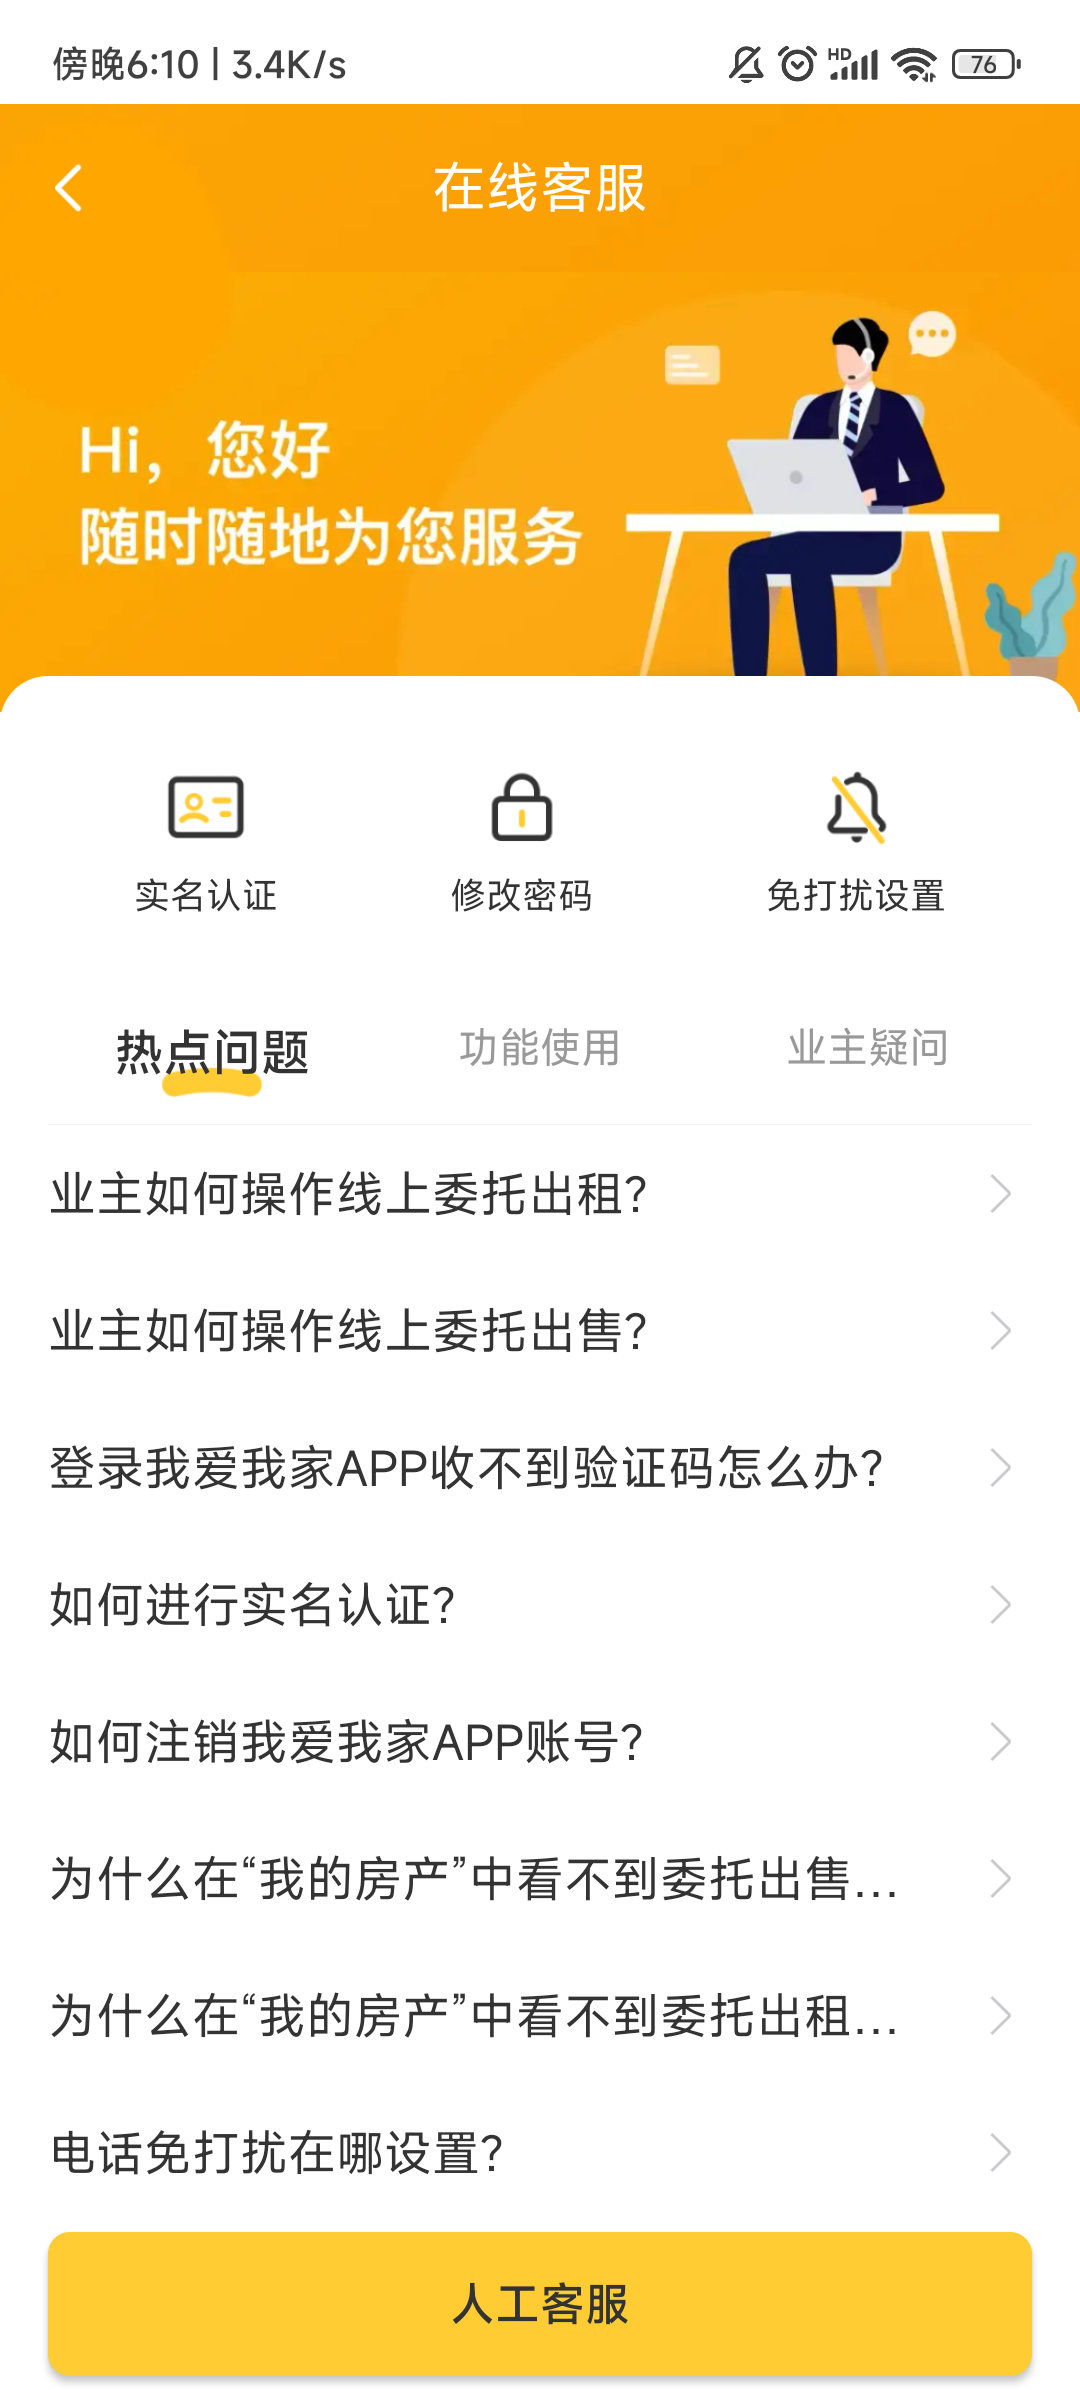 傍晚6:10 | 3.4K/s
HD
76
在线客服
Hi，您好
随时随地为您服务
实名认证
修改密码
免打扰设置
热点问题
功能使用
业主疑问
业主如何操作线上委托出租?
业主如何操作线上委托出售?
登录我爱我家APP收不到验证码怎么办?
如何进行实名认证?
如何注销我爱我家APP账号?
为什么在“我的房产”中看不到委托出售...
为什么在“我的房产”中看不到委托出租...
电话免打扰在哪设置?
人工客服